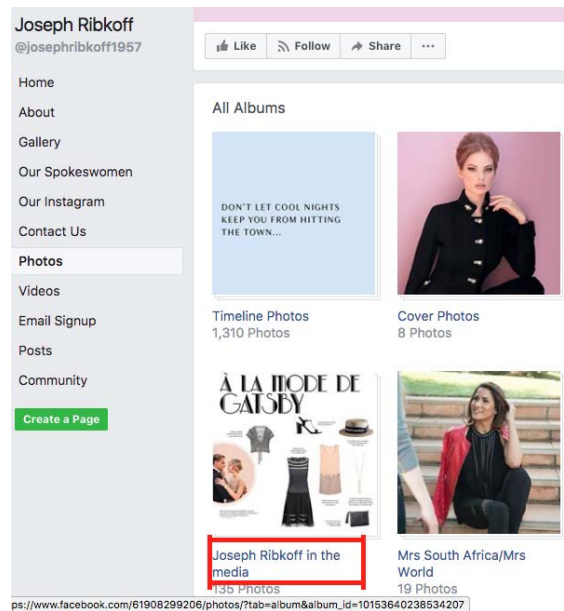 Joseph Ribkoff
@josephribkoff1957
Home
About
Gallery
Our Spokeswomen
Our Instagram
Contact Us
Photos
Videos
Email Signup
Posts
Community
Create a Page
Like
Follow
Share
All Albums
DON'T LET COOL NIGHTS
KEEP YOU FROM HITTING
THE TOWN...
Timeline Photos
1,310 Photos
Cover Photos
8 Photos
À LA MODE DE
GATSBY
Joseph Ribkoff in the
media
135 Photos
Mrs South Africa/Mrs
World
19 Photos
ps://www.facebook.com/61908299206/photos/?tab=album&album_id=10153640238534207